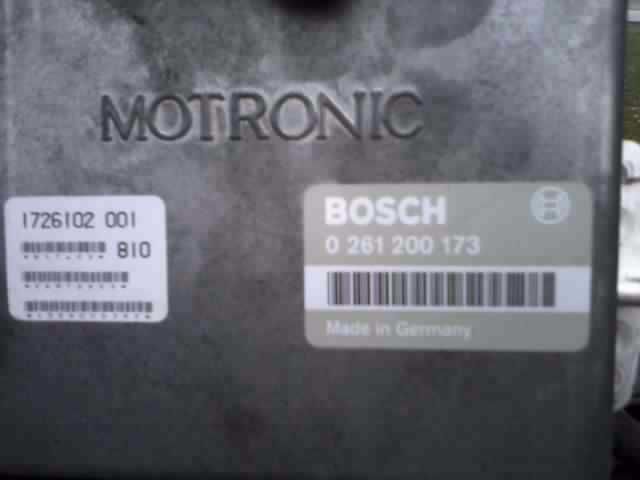 MOTRONIC
1726102 001
810
BOSCH
0 261 200 173
Made in Germany